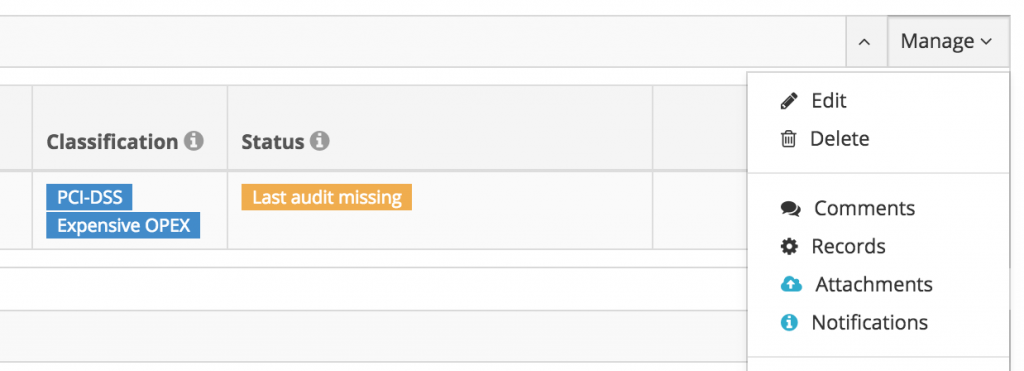 Manage
Edit
Delete
Classification
Status
PCI-DSS
Last audit missing
Expensive OPEX
Comments
Records
Attachments
Notifications